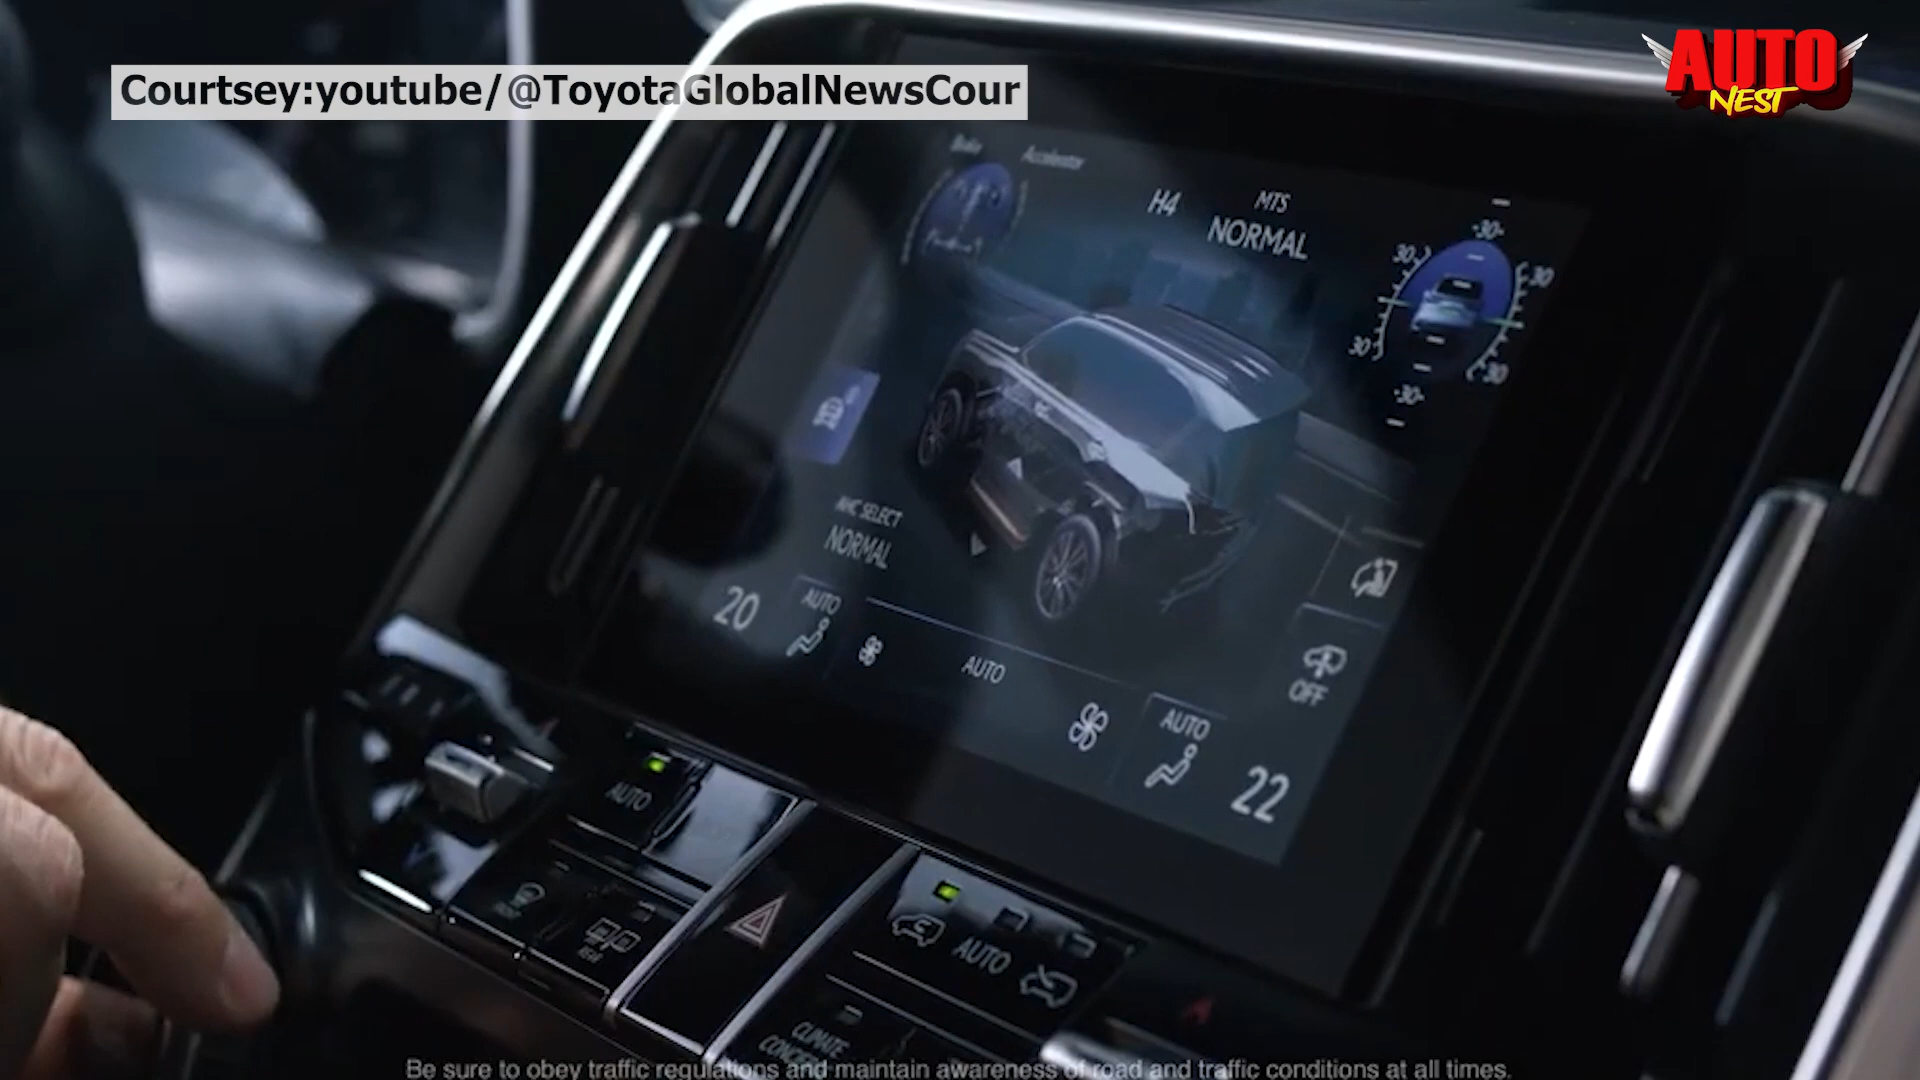 Courtsey:youtube/@ToyotaGlobalNewsCour
AUTO
NEST
Brake Accelerator
H4
MTS
NORMAL
-30-
30 30
30 30
-30-
AHC SELECT
NORMAL
20
AUTO
AUTO
AUTO
22
OFF
AUTO
REAR
AUTO
CLIMATE
Be sure to obey traffic regulations and maintain awareness of road and traffic conditions at all times.